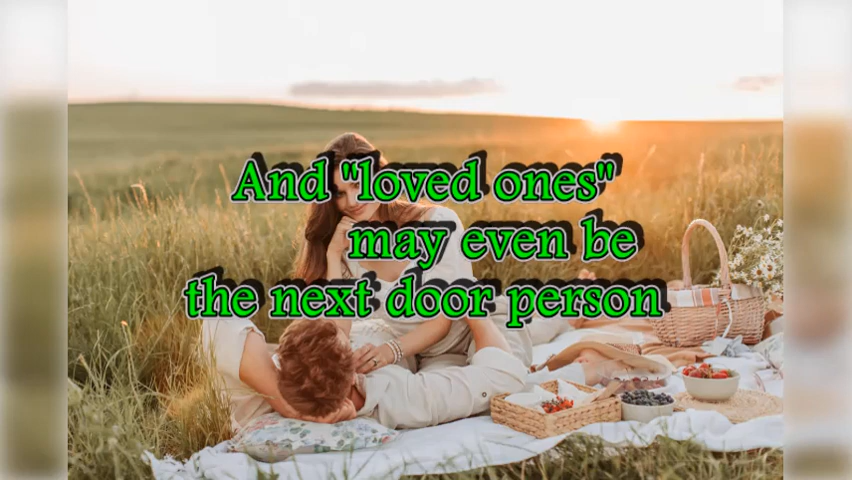 And "loved ones"
may even be
the next door person